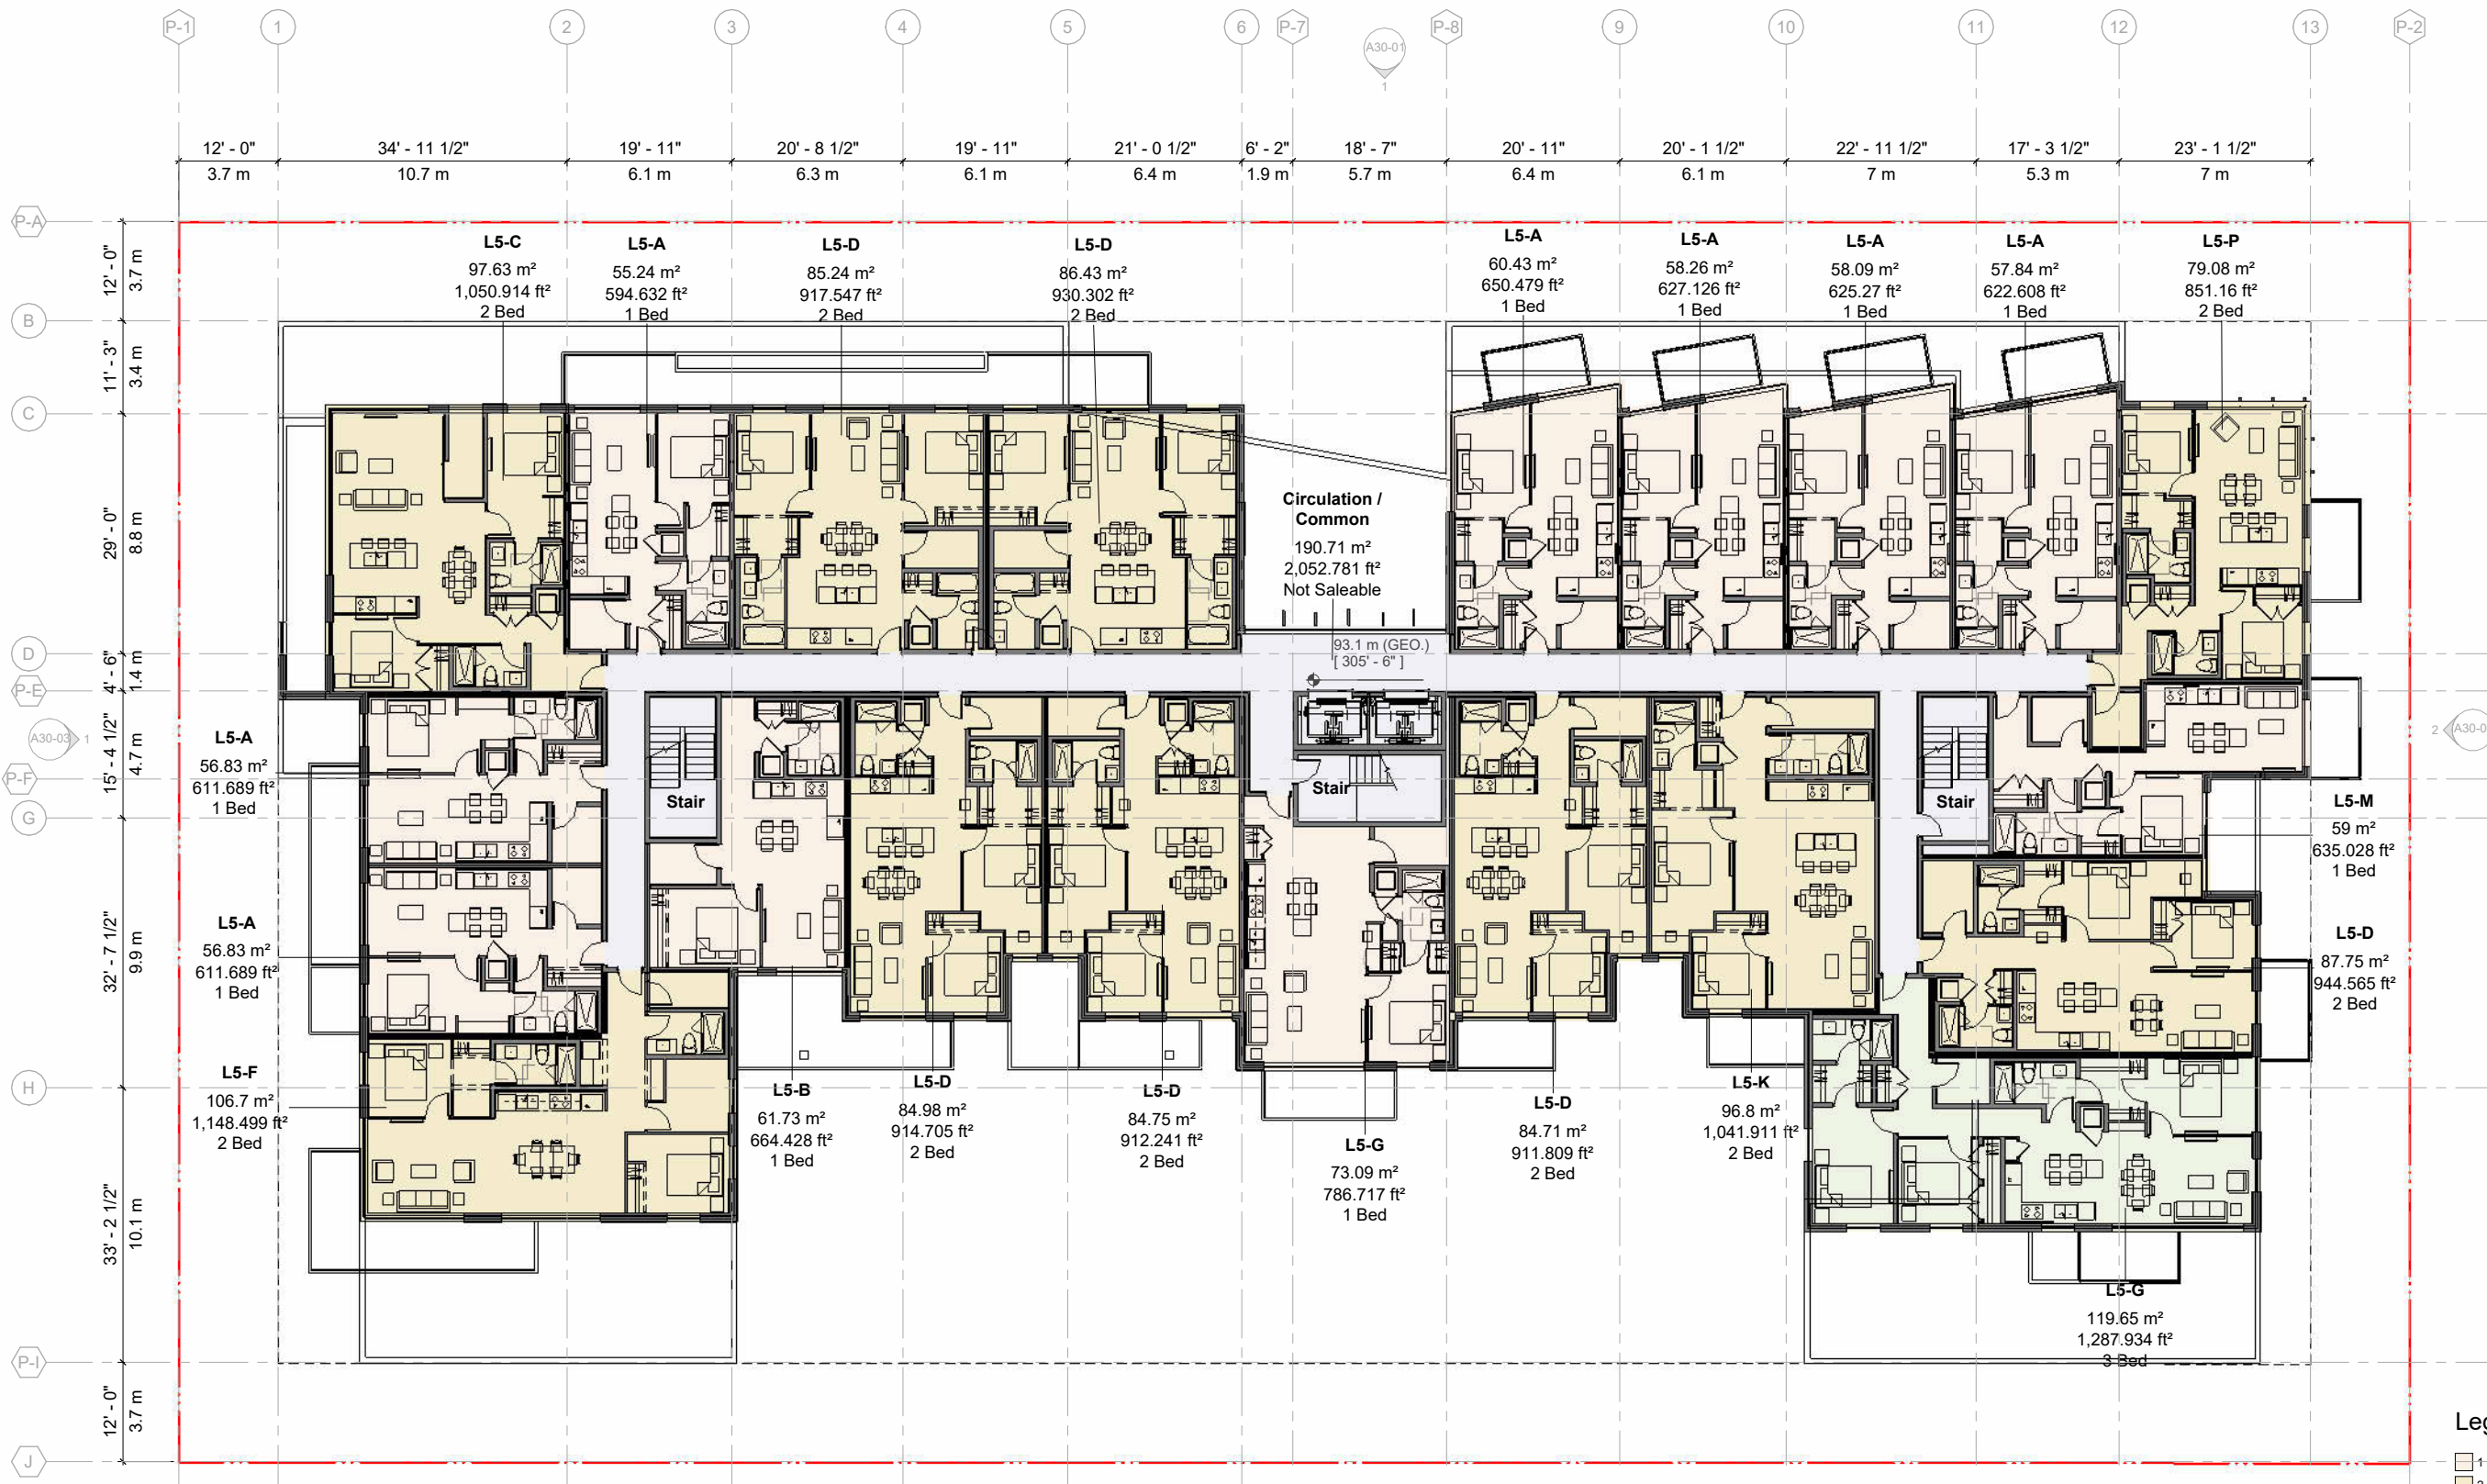 P-1 1 2 3 4 5 6 P-7 P-8 9 10 11 12 13 P-2
A30-01
1
12' - 0" 34' - 11 1/2" 19' - 11" 20' - 8 1/2" 19' - 11" 21' - 0 1/2" 6' - 2" 18' - 7" 20' - 11" 20' - 1 1/2" 22' - 11 1/2" 17' - 3 1/2" 23' - 1 1/2"
3.7 m 10.7 m 6.1 m 6.3 m 6.1 m 6.4 m 1.9 m 5.7 m 6.4 m 6.1 m 7 m 5.3 m 7 m
P-A
12' - 0"
3.7 m
B
11' - 3"
3.4 m
C
29' - 0"
8.8 m
D
4' - 6"
1.4 m
P-E
15' - 4 1/2"
4.7 m
P-F
G
32' - 7 1/2"
9.9 m
H
33' - 2 1/2"
10.1 m
P-I
12' - 0"
3.7 m
J
L5-C
97.63 m²
1,050.914 ft²
2 Bed
L5-A
55.24 m²
594.632 ft²
1 Bed
L5-D
85.24 m²
917.547 ft²
2 Bed
L5-D
86.43 m²
930.302 ft²
2 Bed
L5-A
60.43 m²
650.479 ft²
1 Bed
L5-A
58.26 m²
627.126 ft²
1 Bed
L5-A
58.09 m²
625.27 ft²
1 Bed
L5-A
57.84 m²
622.608 ft²
1 Bed
L5-P
79.08 m²
851.16 ft²
2 Bed
Circulation /
Common
190.71 m²
2,052.781 ft²
Not Saleable
93.1 m (GEO.)
[ 305' - 6" ]
A30-03 1
2 A30-0
L5-A
56.83 m²
611.689 ft²
1 Bed
Stair
Stair
Stair
L5-M
59 m²
635.028 ft²
1 Bed
L5-A
56.83 m²
611.689 ft²
1 Bed
L5-D
87.75 m²
944.565 ft²
2 Bed
L5-F
106.7 m²
1,148.499 ft²
2 Bed
L5-B
61.73 m²
664.428 ft²
1 Bed
L5-D
84.98 m²
914.705 ft²
2 Bed
L5-D
84.75 m²
912.241 ft²
2 Bed
L5-G
73.09 m²
786.717 ft²
1 Bed
L5-D
84.71 m²
911.809 ft²
2 Bed
L5-K
96.8 m²
1,041.911 ft²
2 Bed
L5-G
119.65 m²
1,287.934 ft²
3 Bed
Leg
1